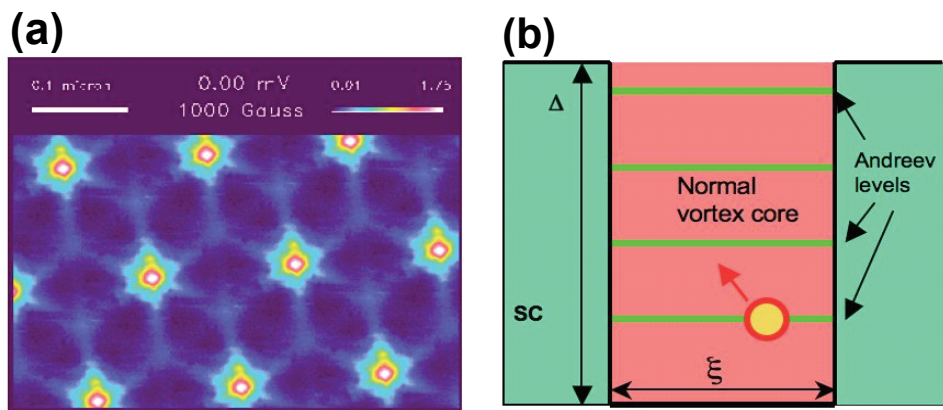 (a)
0.1 micron
0.00 mV
1000 Gauss
0.01
1.75
(b)
Δ
Normal
vortex core
Andreev
levels
SC
ξ